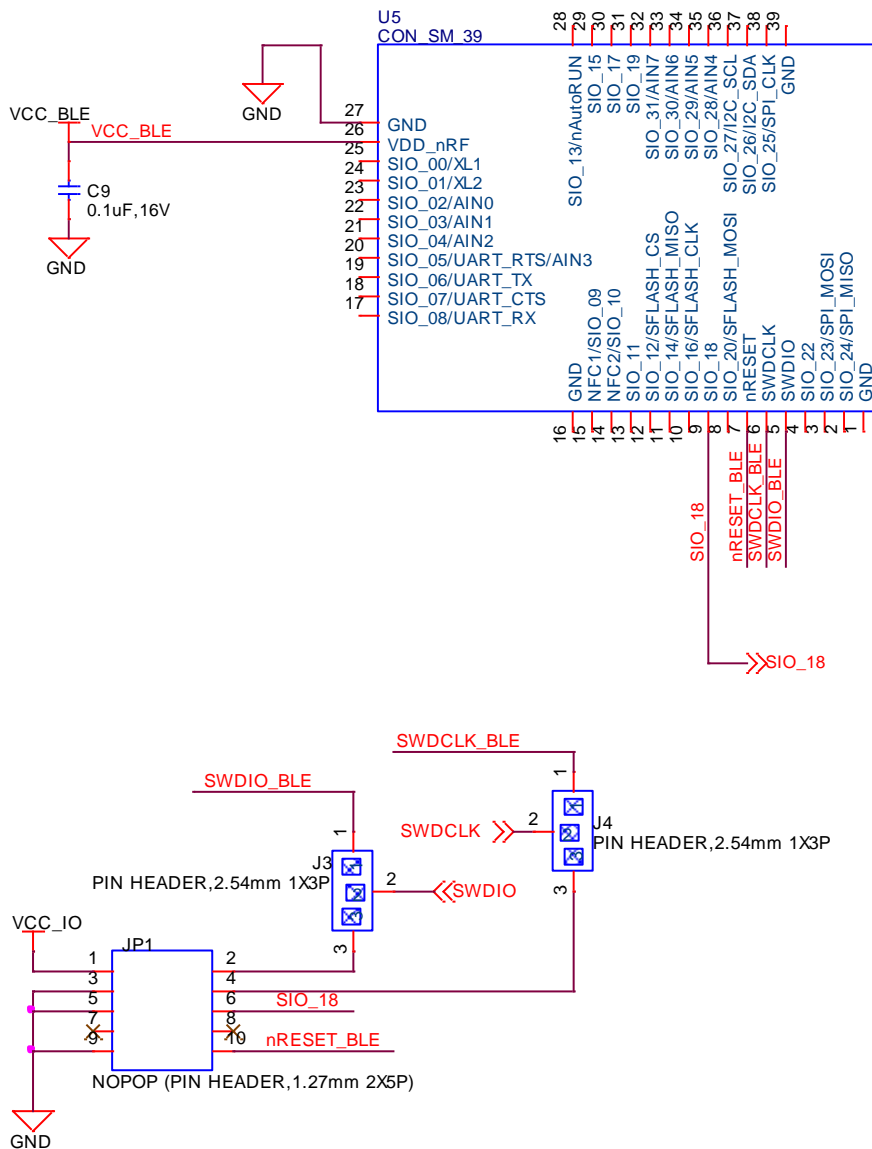 U5
CON_SM_39
28
29
30
31
32
33
34
35
36
37
38
39
SIO_13/nAutoRUN
SIO_15
SIO_17
SIO_19
SIO_31/AIN7
SIO_30/AIN6
SIO_29/AIN5
SIO_28/AIN4
SIO_27/I2C_SCL
SIO_26/I2C_SDA
SIO_25/SPI_CLK
GND
GND
VCC_BLE
VCC_BLE
C9
0.1uF,16V
GND
27
26
25
24
23
22
21
20
19
18
17
GND
VDD_nRF
SIO_00/XL1
SIO_01/XL2
SIO_02/AIN0
SIO_03/AIN1
SIO_04/AIN2
SIO_05/UART_RTS/AIN3
SIO_06/UART_TX
SIO_07/UART_CTS
SIO_08/UART_RX
GND
NFC1/SIO_09
NFC2/SIO_10
SIO_11
SIO_12/SFLASH_CS
SIO_14/SFLASH_MISO
SIO_16/SFLASH_CLK
SIO_18
SIO_20/SFLASH_MOSI
nRESET
SWDCLK
SWDIO
SIO_22
SIO_23/SPI_MOSI
SIO_24/SPI_MISO
GND
16
15
14
13
12
11
10
9
8
7
6
5
4
3
2
1
SIO_18
nRESET_BLE
SWDCLK_BLE
SWDIO_BLE
SIO_18
SWDCLK_BLE
1
SWDCLK
2
J4
PIN HEADER,2.54mm 1X3P
3
SWDIO_BLE
1
J3
PIN HEADER,2.54mm 1X3P
2
SWDIO
3
VCC_IO
JP1
1
2
3
4
5
6
SIO_18
7
8
9
10
nRESET_BLE
NOPOP (PIN HEADER,1.27mm 2X5P)
GND